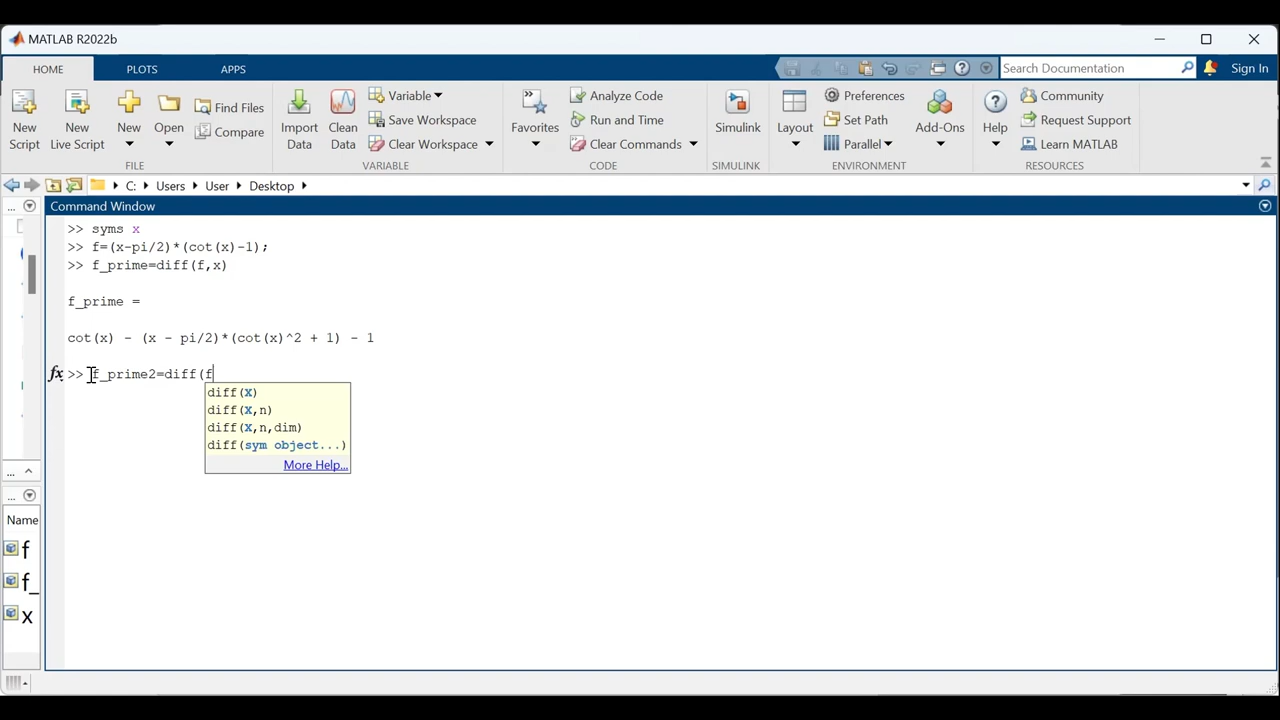 MATLAB R2022b
HOME PLOTS APPS Search Documentation Sign In
New Script New Live Script New Open Find Files Compare Import Data Clean Data Variable Save Workspace Clear Workspace Favorites Analyze Code Run and Time Clear Commands Simulink Layout Preferences Set Path Parallel Add-Ons Help Community Request Support Learn MATLAB
FILE VARIABLE CODE SIMULINK ENVIRONMENT RESOURCES
C: Users User Desktop
... Command Window
>> syms x
>> f=(x-pi/2)*(cot(x)-1);
>> f_prime=diff(f,x)
f_prime =
cot(x) - (x - pi/2)*(cot(x)^2 + 1) - 1
fx >> f_prime2=diff(f
diff(X)
diff(X,n)
diff(X,n,dim)
diff(sym object...)
More Help...
...
...
Name
f
f_
x